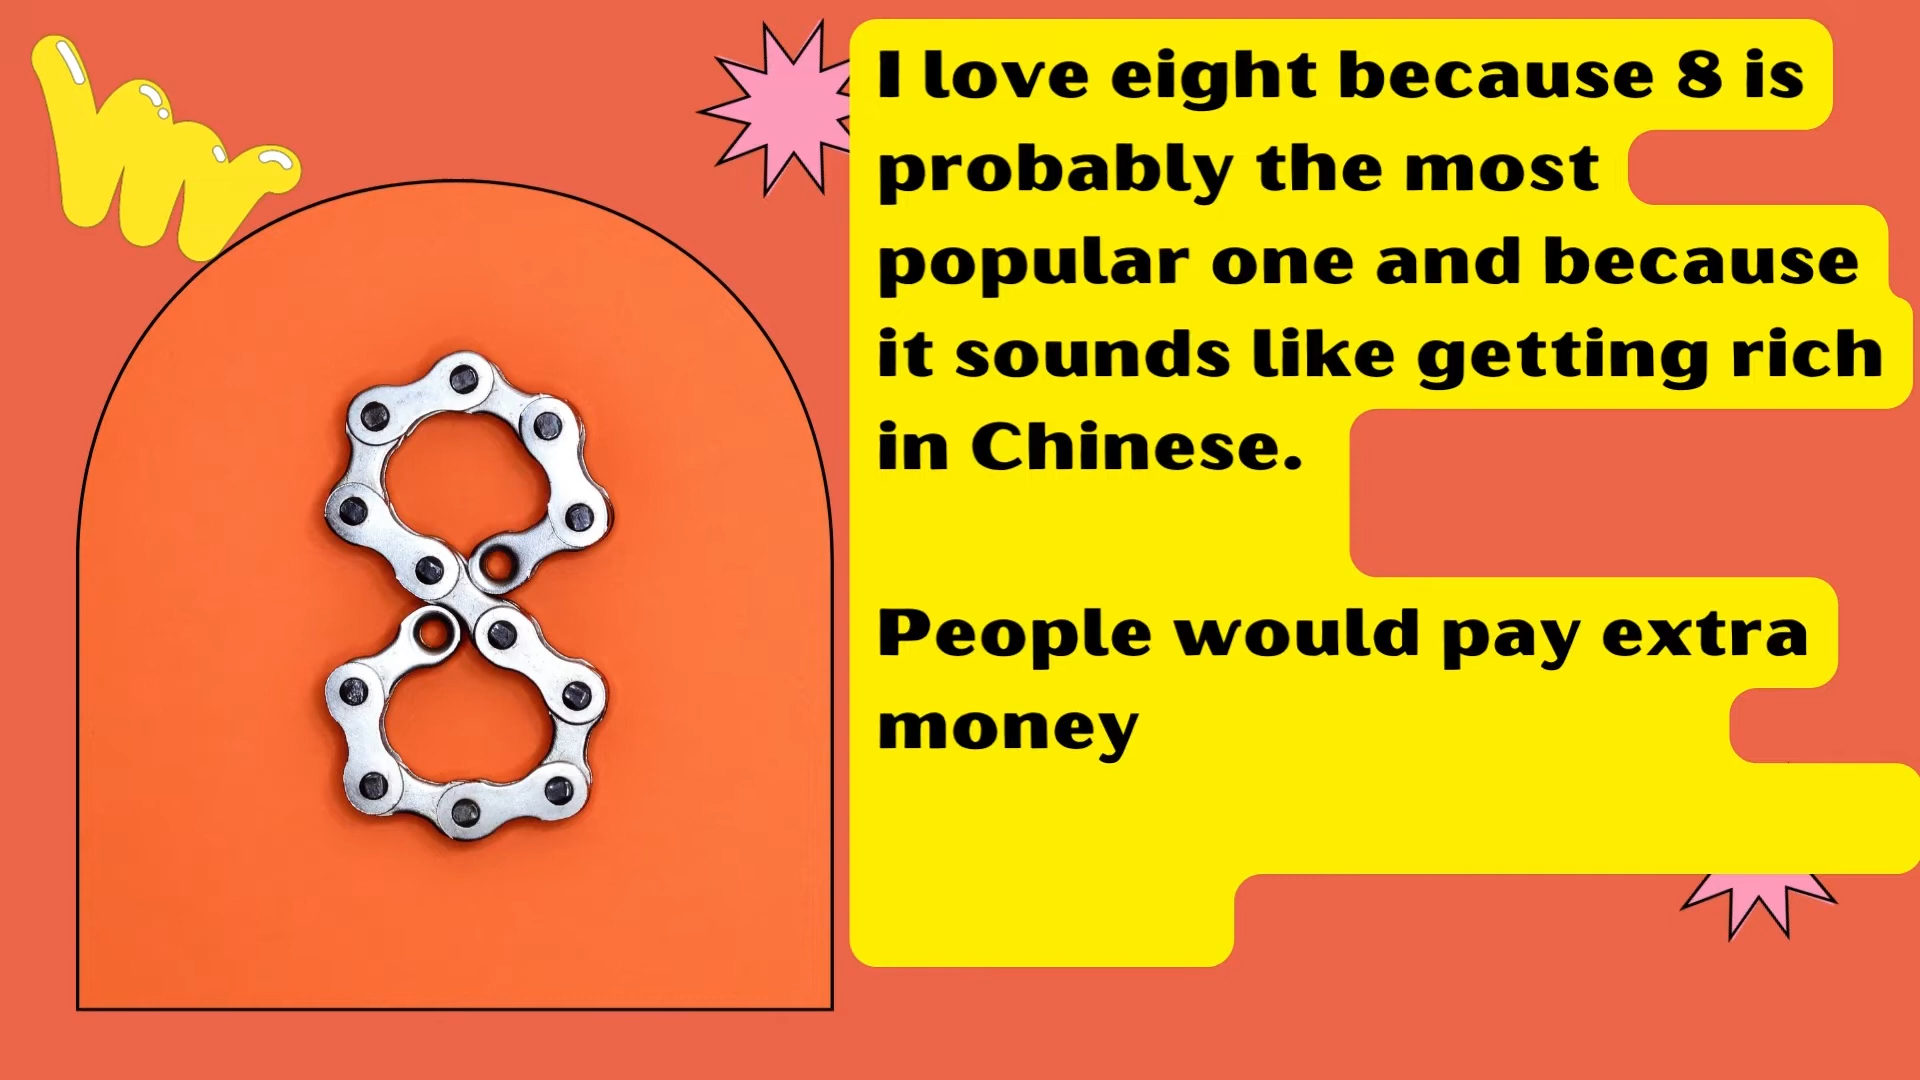 I love eight because 8 is
probably the most
popular one and because
it sounds like getting rich
in Chinese.
People would pay extra
money